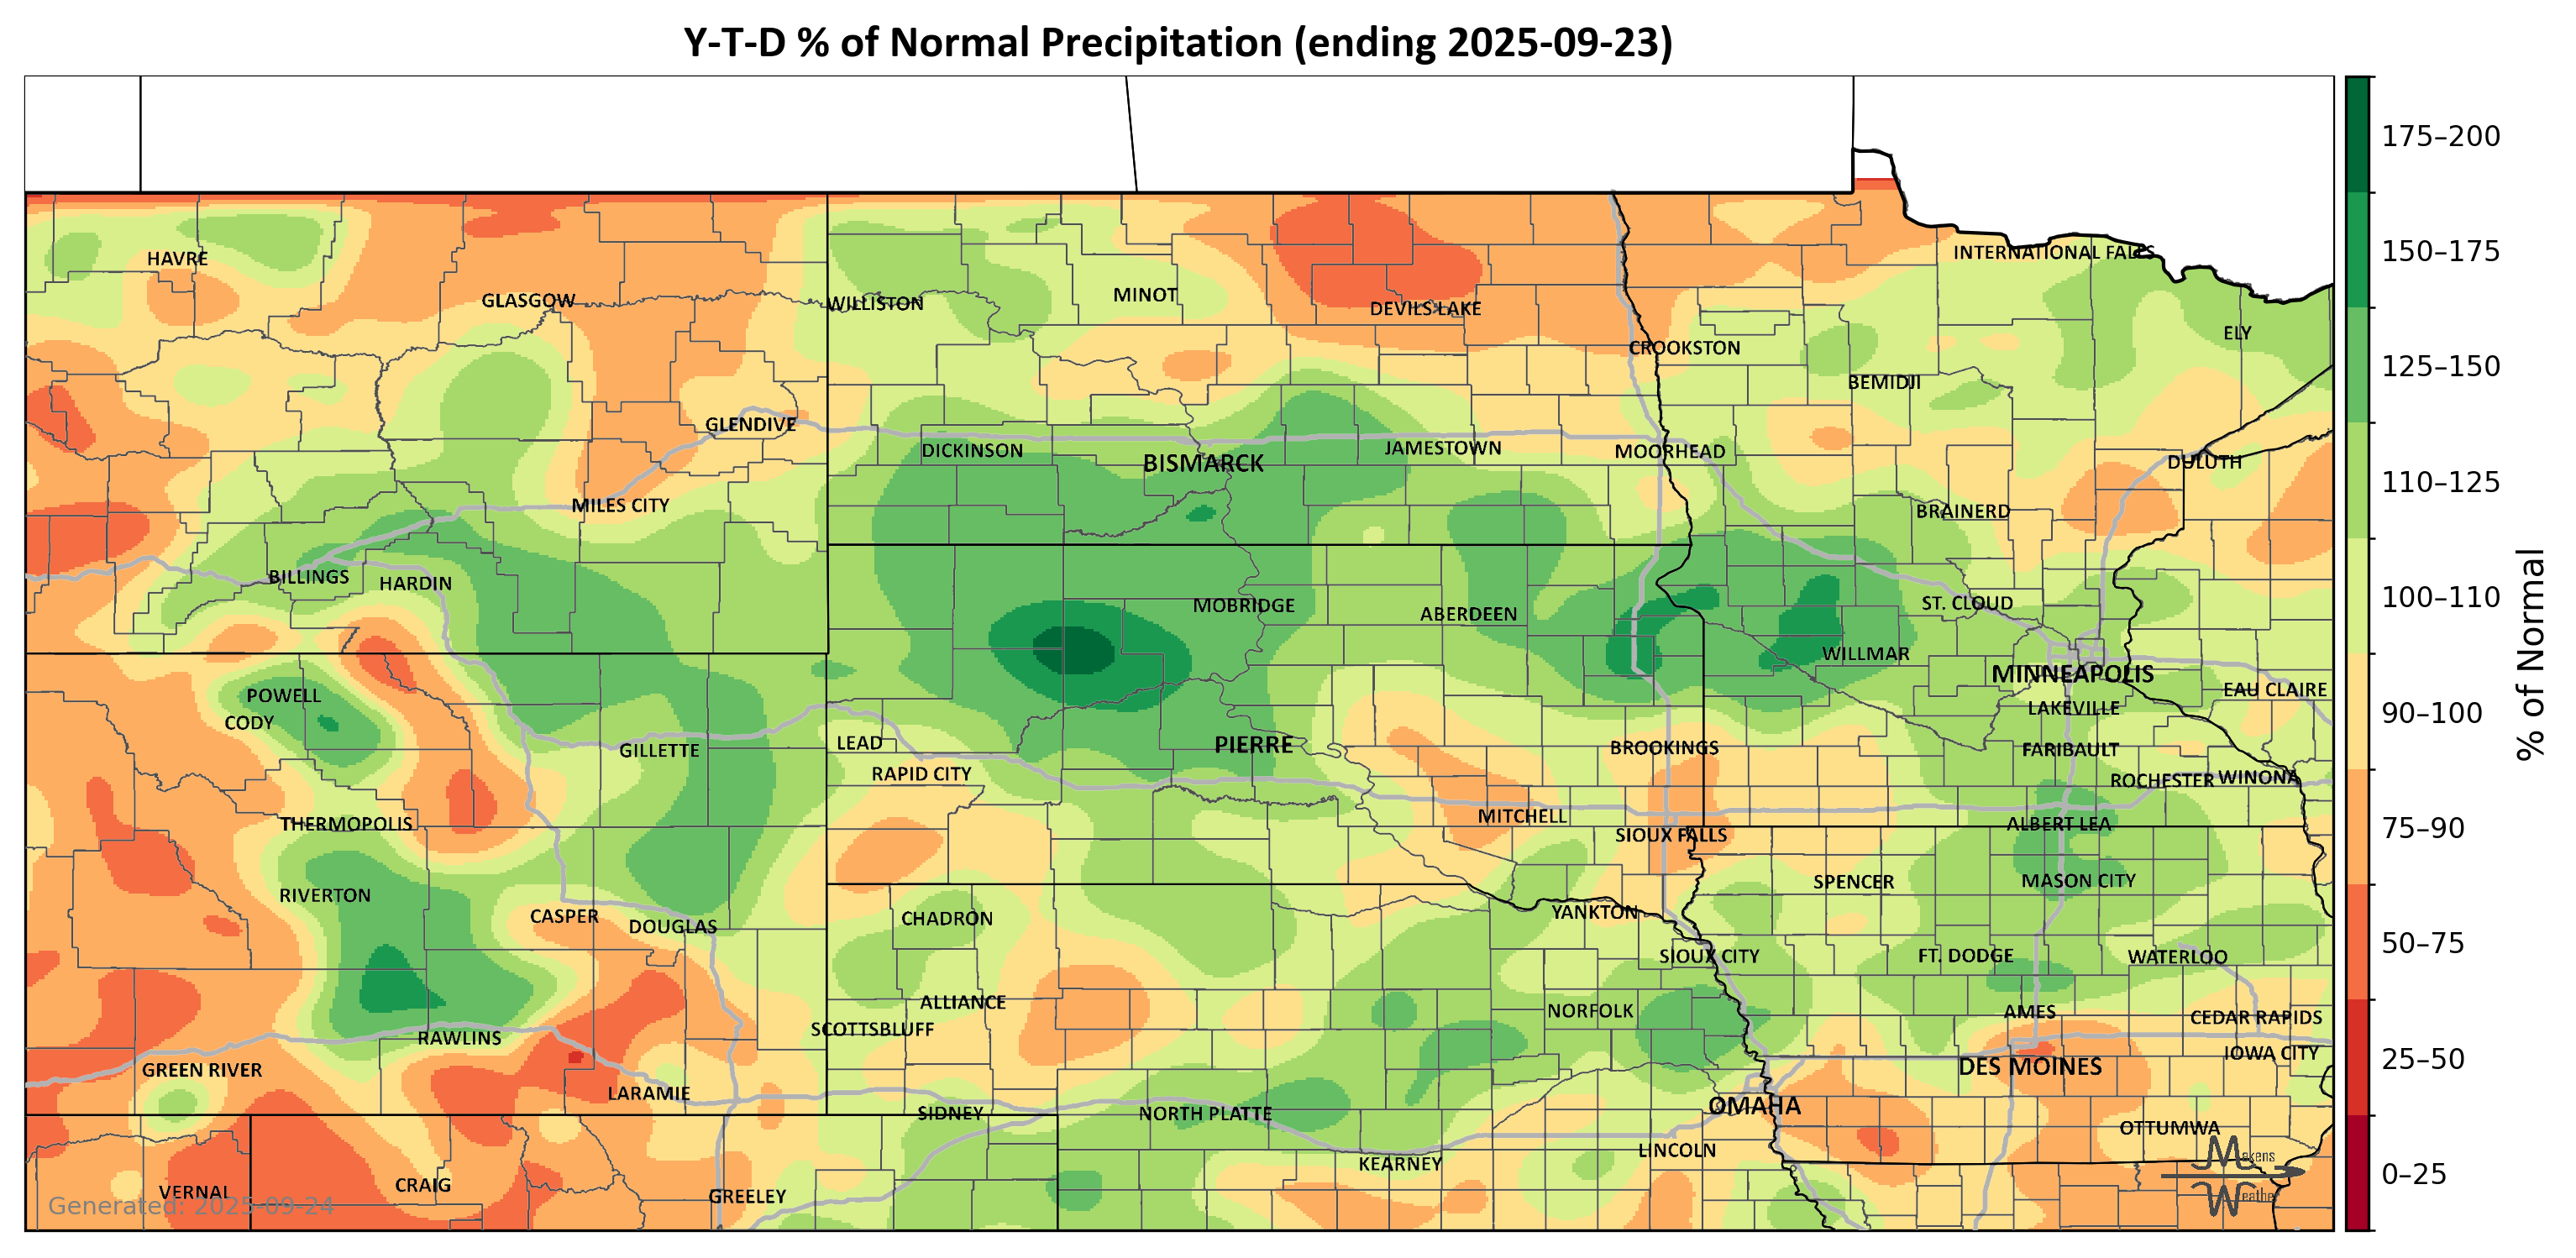 Y-T-D % of Normal Precipitation (ending 2025-09-23)
175–200
150–175
125–150
110–125
100–110
90–100
75–90
50–75
25–50
0–25
% of Normal
INTERNATIONAL FALLS
HAVRE
GLASGOW
WILLISTON
MINOT
DEVILS LAKE
ELY
CROOKSTON
BEMIDJI
GLENDIVE
DICKINSON
BISMARCK
JAMESTOWN
MOORHEAD
DULUTH
MILES CITY
BRAINERD
BILLINGS
HARDIN
MOBRIDGE
ABERDEEN
ST. CLOUD
WILLMAR
MINNEAPOLIS
POWELL
EAU CLAIRE
CODY
LAKEVILLE
GILLETTE
LEAD
PIERRE
BROOKINGS
FARIBAULT
RAPID CITY
ROCHESTER
WINONA
THERMOPOLIS
MITCHELL
SIOUX FALLS
ALBERT LEA
RIVERTON
SPENCER
MASON CITY
CASPER
DOUGLAS
CHADRON
YANKTON
SIOUX CITY
FT. DODGE
WATERLOO
ALLIANCE
NORFOLK
AMES
CEDAR RAPIDS
SCOTTSBLUFF
RAWLINS
IOWA CITY
GREEN RIVER
DES MOINES
LARAMIE
SIDNEY
NORTH PLATTE
OMAHA
OTTUMWA
LINCOLN
KEARNEY
VERNAL
CRAIG
GREELEY
Generated: 2025-09-24
Makens
Weather